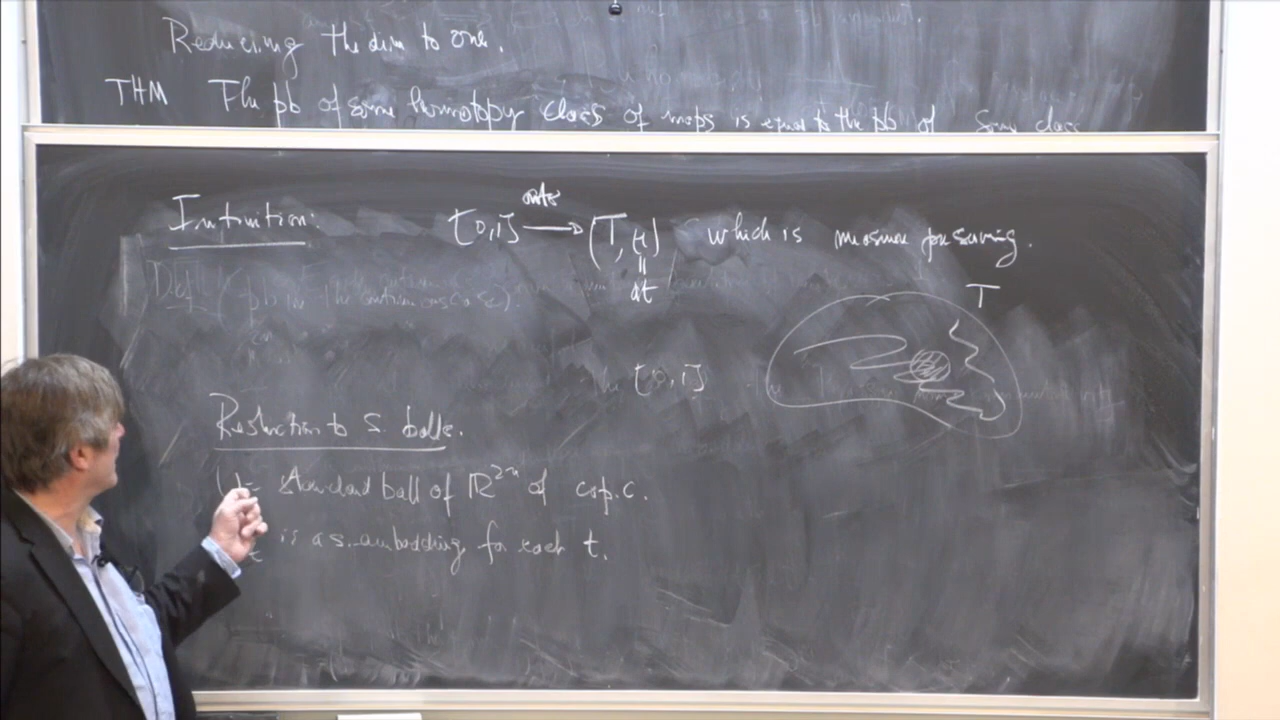 Reducing the dim to one.
THM The pb of some homotopy class of maps is equal to the pb of some class
Intuition: [0,1] onto → (T, μ) which is measure preserving.
||
dt
T
[0,1]
Restriction to s. balls.
U = standard ball of ℝ²ⁿ of cap. c.
is a s. embedding for each t.